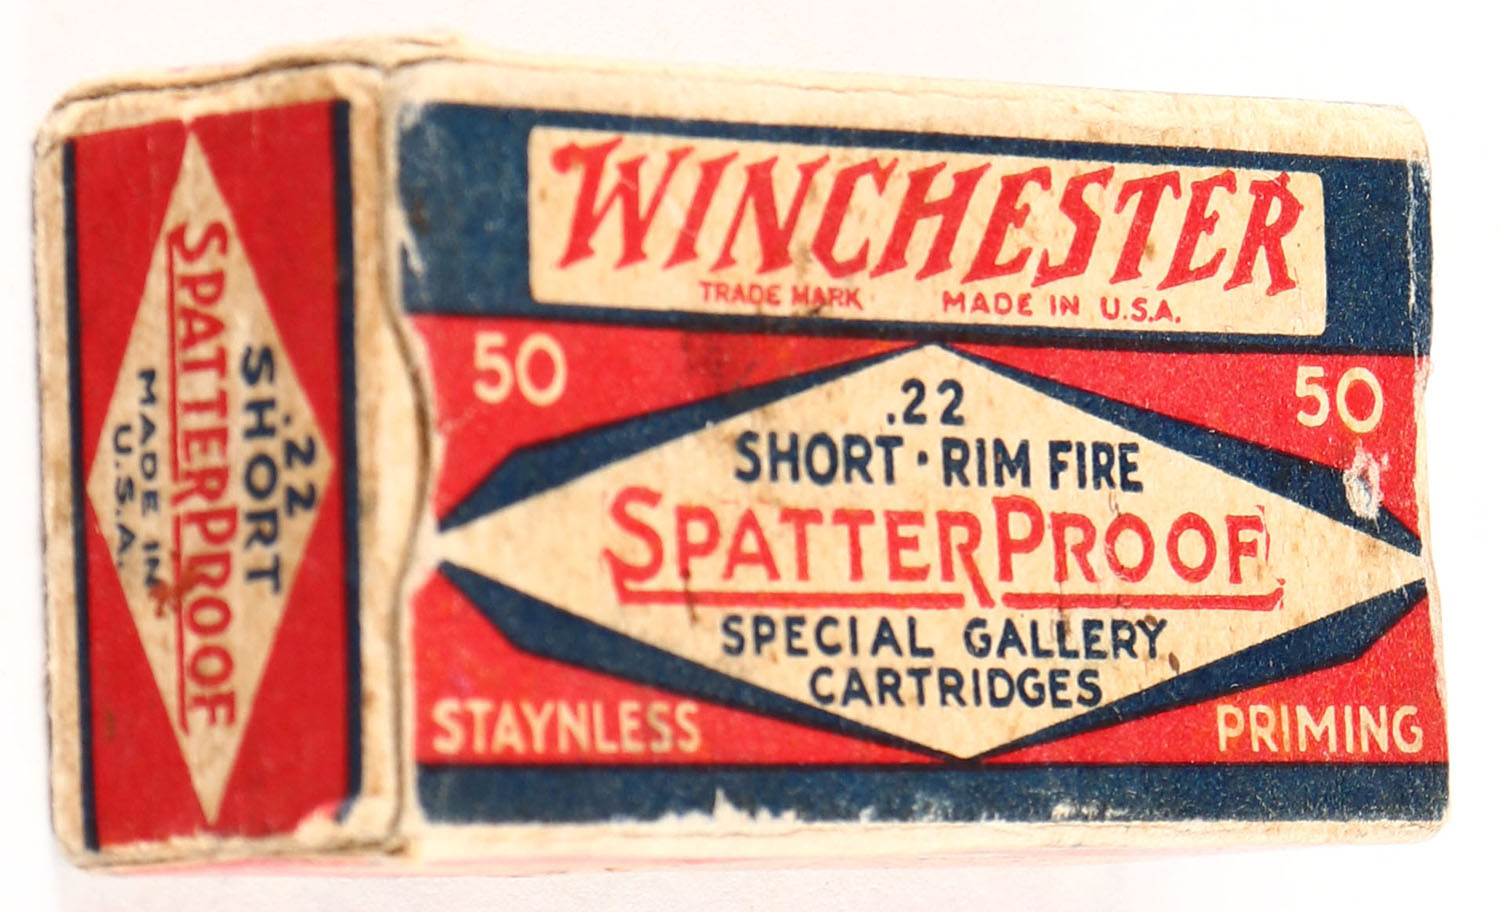 .22
SHORT
SPATTERPROOF
MADE IN
U.S.A.
WINCHESTER
TRADE MARK MADE IN U.S.A.
50 50
.22
SHORT · RIM FIRE
SPATTERPROOF
SPECIAL GALLERY
CARTRIDGES
STAYNLESS PRIMING